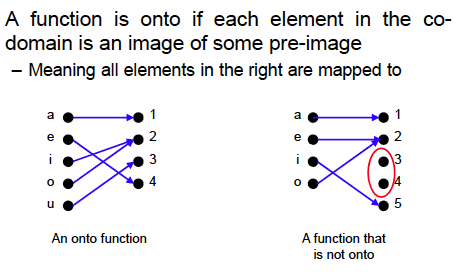 A function is onto if each element in the co-
domain is an image of some pre-image
– Meaning all elements in the right are mapped to
a 1 a 1
e 2 e 2
i 3 i 3
o 4 o 4
u 5
An onto function
A function that
is not onto